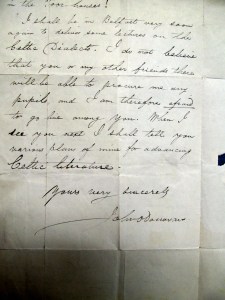 in the Poor-houses!
"I shall be in Belfast very soon
again to deliver some lectures on the
Celtic Dialects. I do not believe
that you or my other friends there
will be able to procure me any
pupils, and I am therefore afraid
to go live among you. When I
see you next I shall tell you
various plans of mine for advancing
Celtic literature.
Yours very sincerely
John O'Donovan